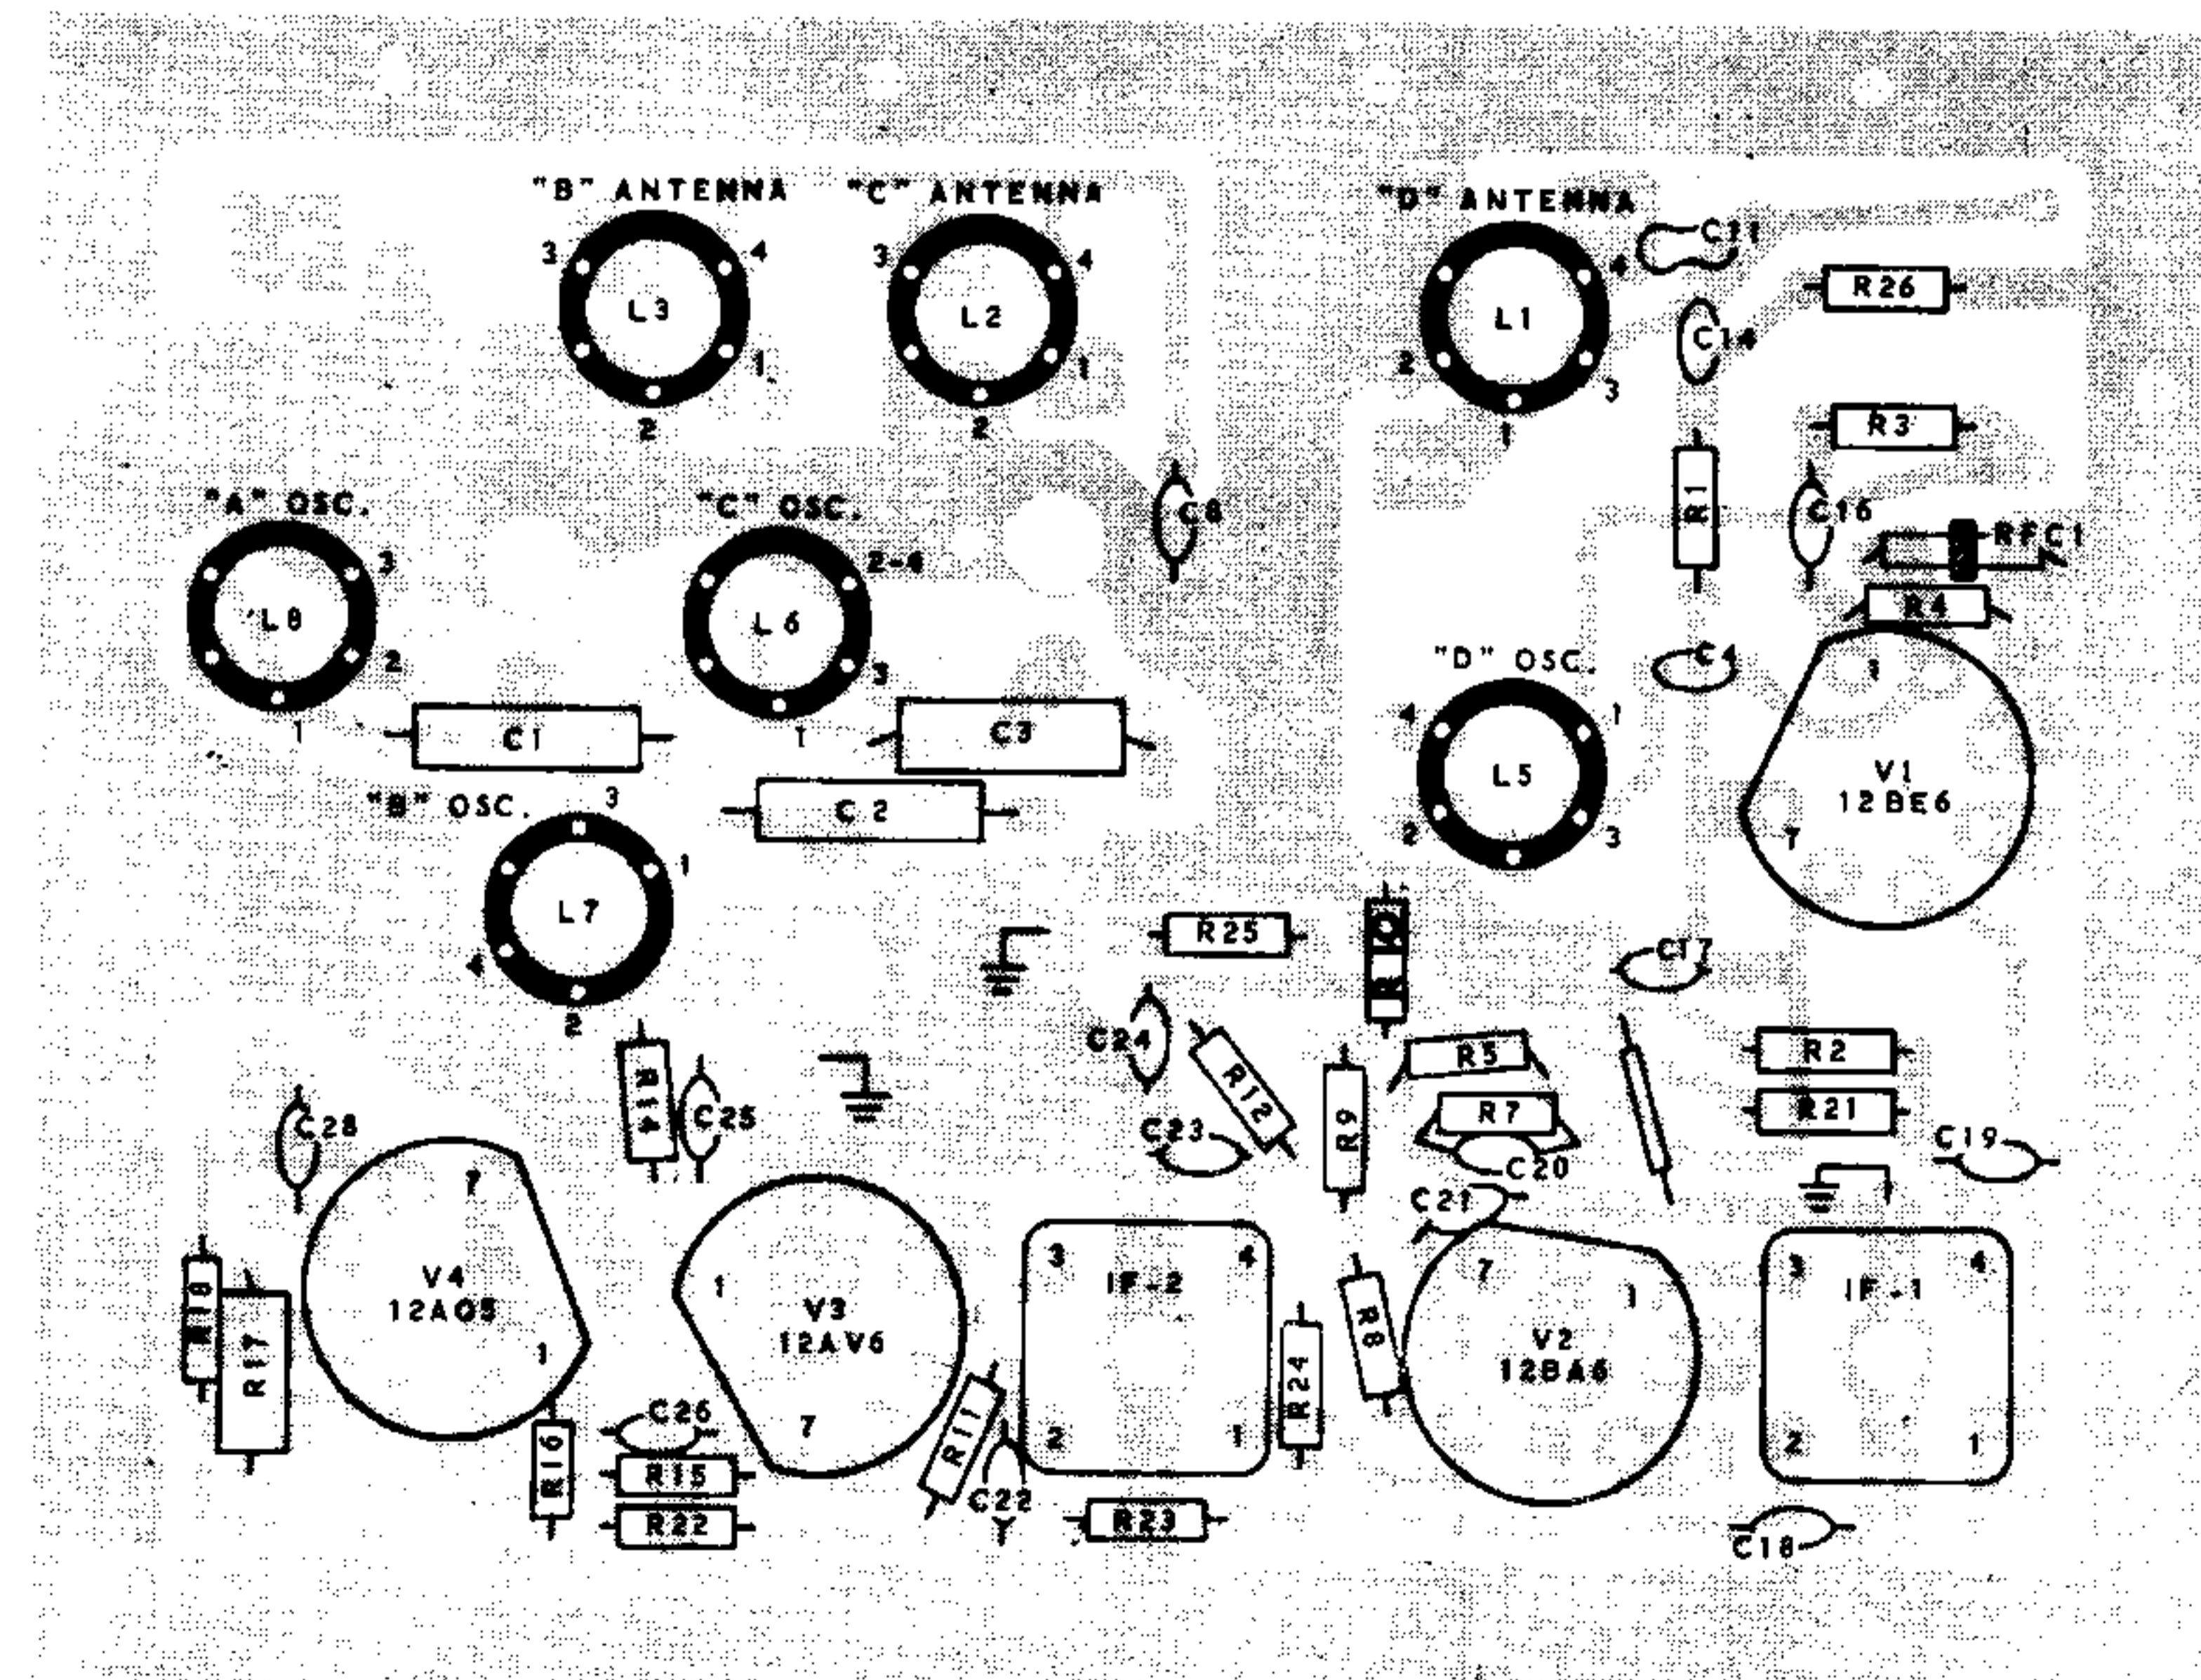 "B" ANTENNA
"C" ANTENNA
"D" ANTENNA
3
4
L3
1
2
3
4
L2
1
2
4
L1
2
3
1
C11
R26
C14
R3
R1
C16
RFC1
R4
C8
"A" OSC.
3
L8
2
1
"C" OSC.
2-4
L6
3
1
C1
C3
C2
"D" OSC.
4
1
L5
2
3
C4
1
V1
12BE6
7
"B" OSC.
3
1
L7
4
2
R25
C17
C24
R12
R5
R2
R14
C25
R9
R7
R21
C28
C23
C20
C19
C21
7
V4
12AQ5
1
1
V3
12AV6
7
3
4
IF-2
2
1
7
1
V2
12BA6
3
4
IF-1
2
1
R18
R17
R24
R8
R11
C26
R16
R15
R22
C22
R23
C18